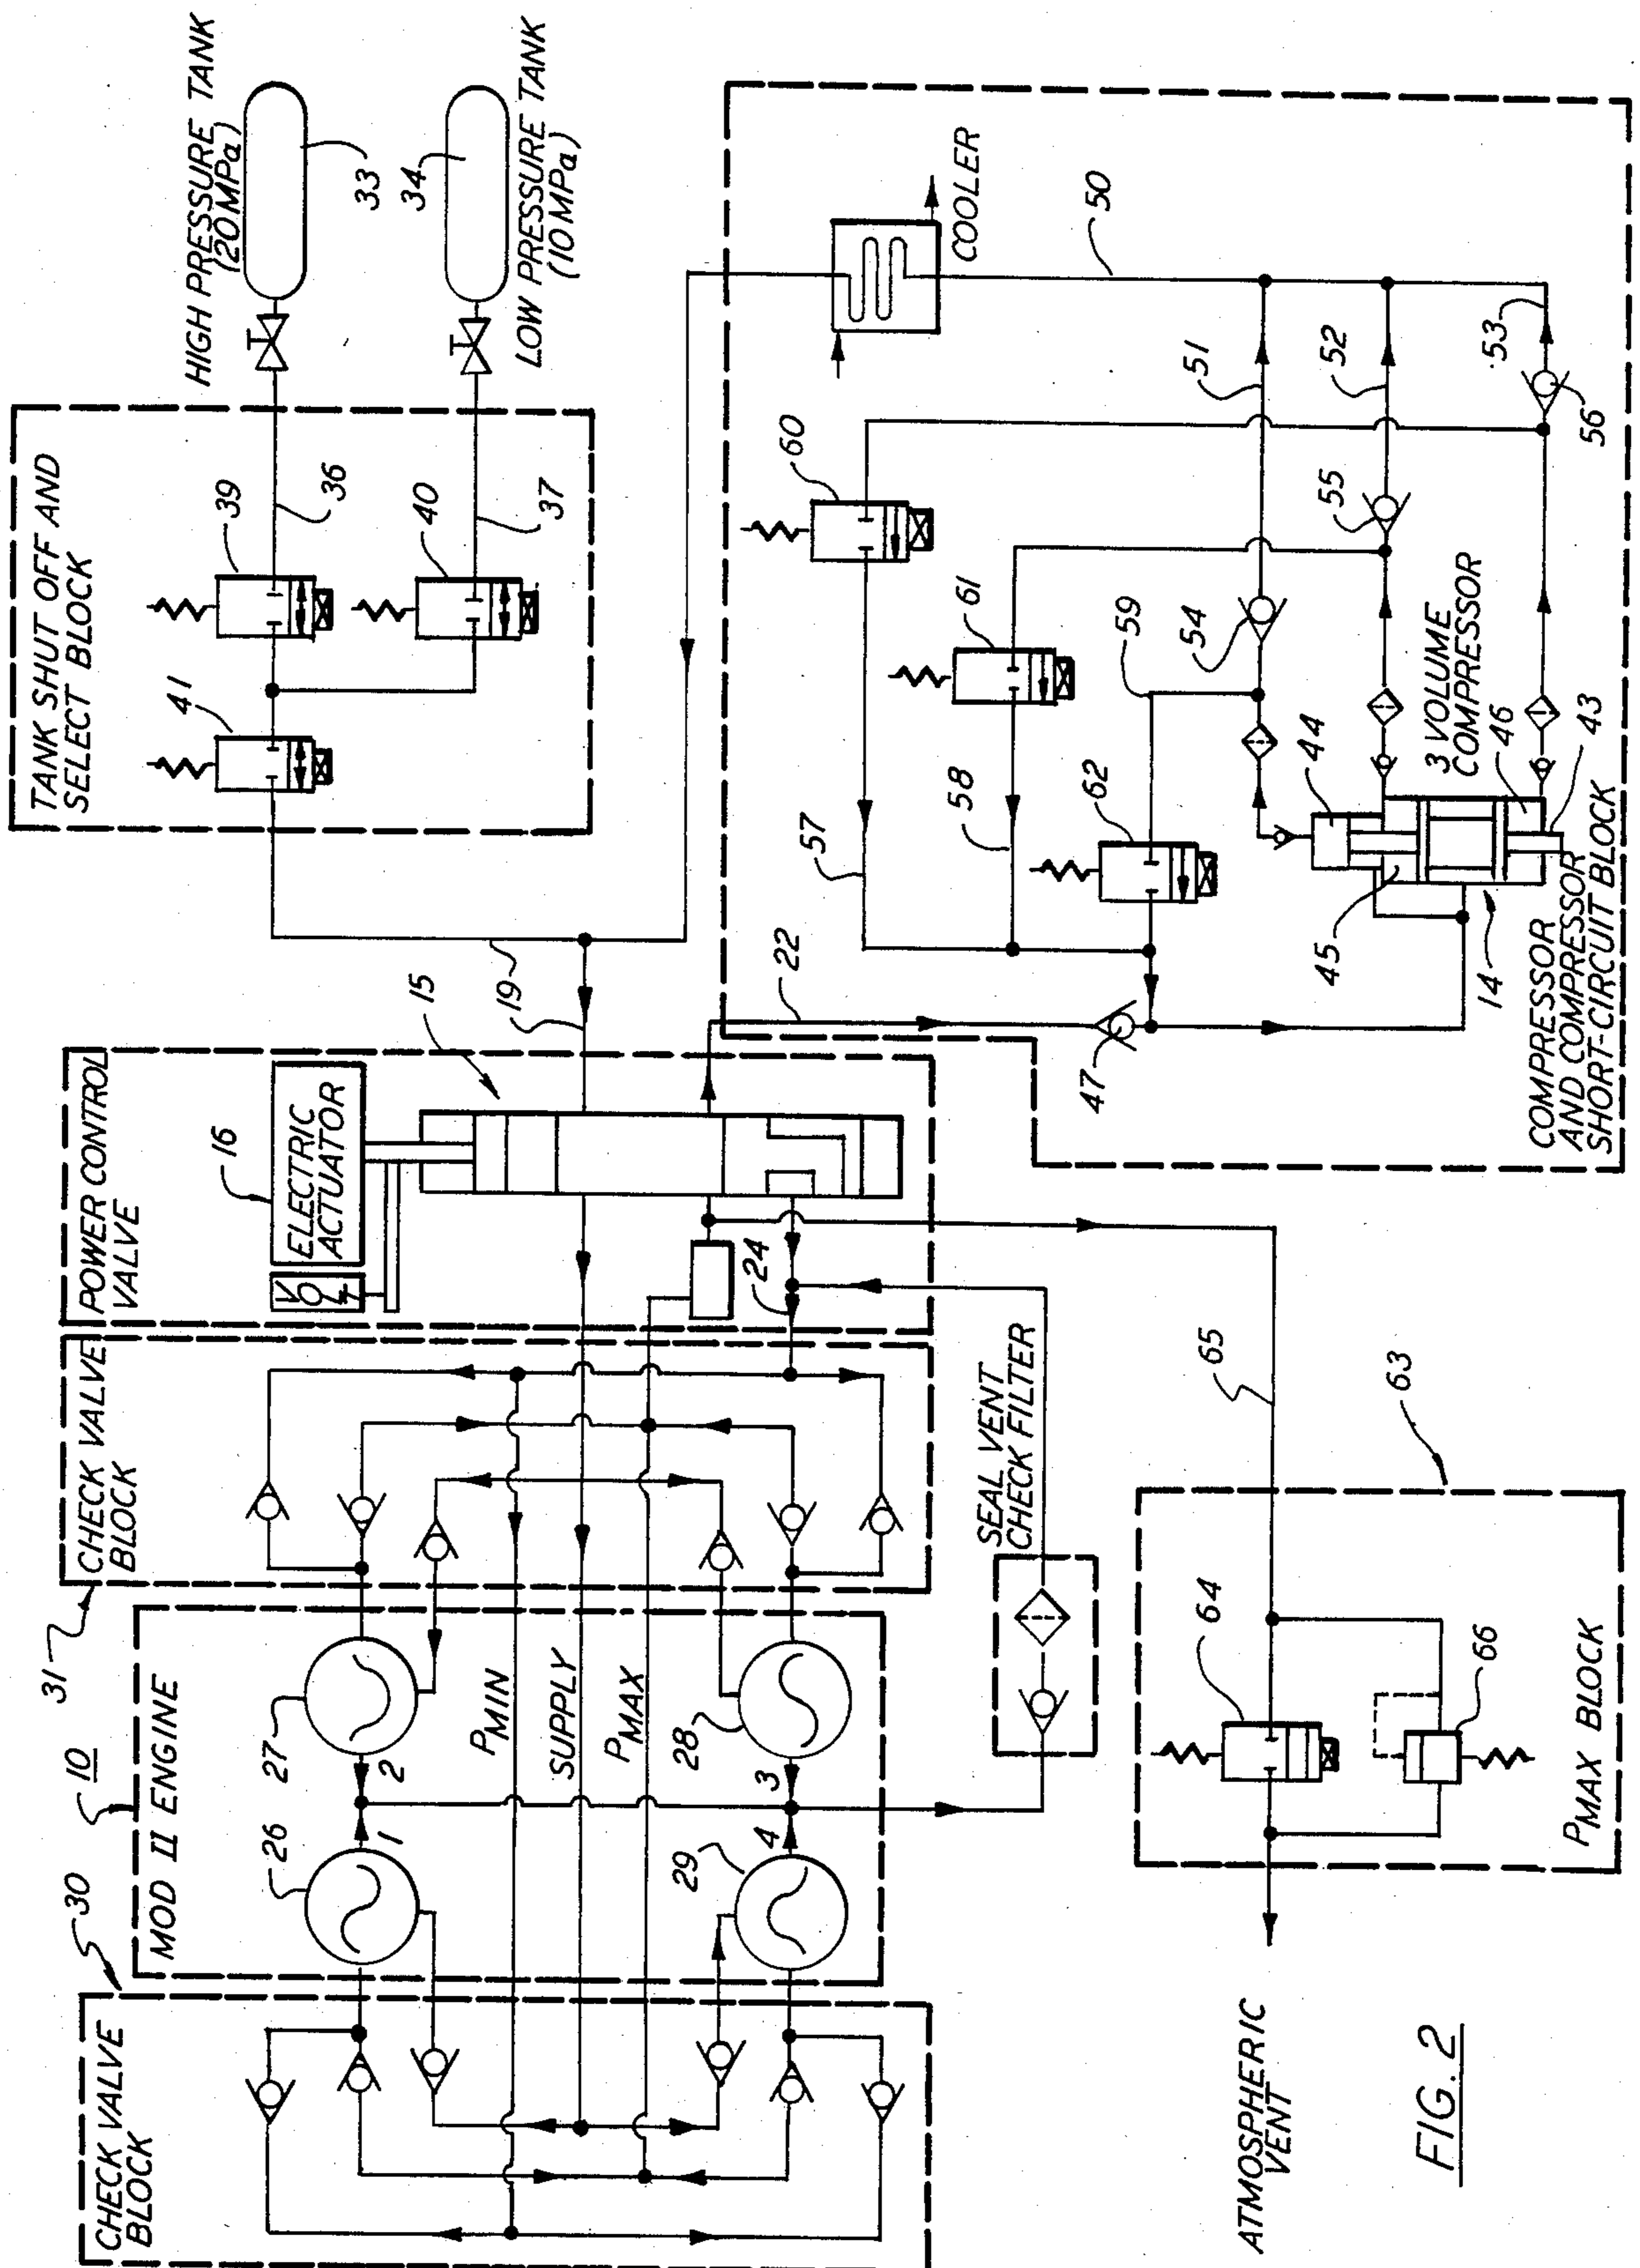 HIGH PRESSURE TANK
(20 MPa)
33
34
LOW PRESSURE TANK
(10 MPa)
TANK SHUT OFF AND
SELECT BLOCK
39
36
40
37
41
19
COOLER
50
60
51
52
53
56
55
61
59
54
3 VOLUME
COMPRESSOR
44
46
43
62
58
57
45
14
22
47
COMPRESSOR
AND COMPRESSOR
SHORT-CIRCUIT BLOCK
POWER CONTROL
VALVE
16
ELECTRIC
ACTUATOR
VOLT
15
24
CHECK VALVE
BLOCK
31
SEAL VENT
CHECK FILTER
65
63
MOD II ENGINE
10
27
2
26
1
PMIN
SUPPLY
PMAX
28
3
29
4
64
66
PMAX BLOCK
30
CHECK VALVE
BLOCK
ATMOSPHERIC
VENT
FIG. 2